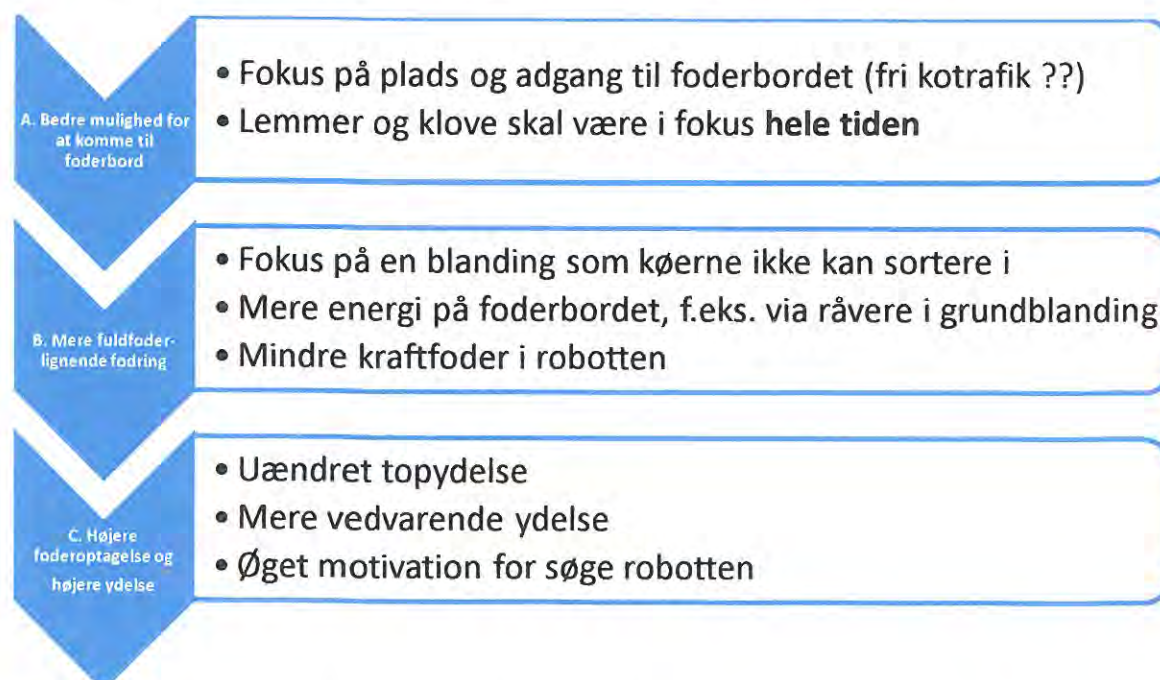 A. Bedre mulighed for
at komme til
foderbord
• Fokus på plads og adgang til foderbordet (fri kotrafik ??)
• Lemmer og klove skal være i fokus hele tiden
B. Mere fuldfoder-
lignende fodring
• Fokus på en blanding som køerne ikke kan sortere i
• Mere energi på foderbordet, f.eks. via råvere i grundblanding
• Mindre kraftfoder i robotten
C. Højere
foderoptagelse og
højere ydelse
• Uændret topydelse
• Mere vedvarende ydelse
• Øget motivation for søge robotten